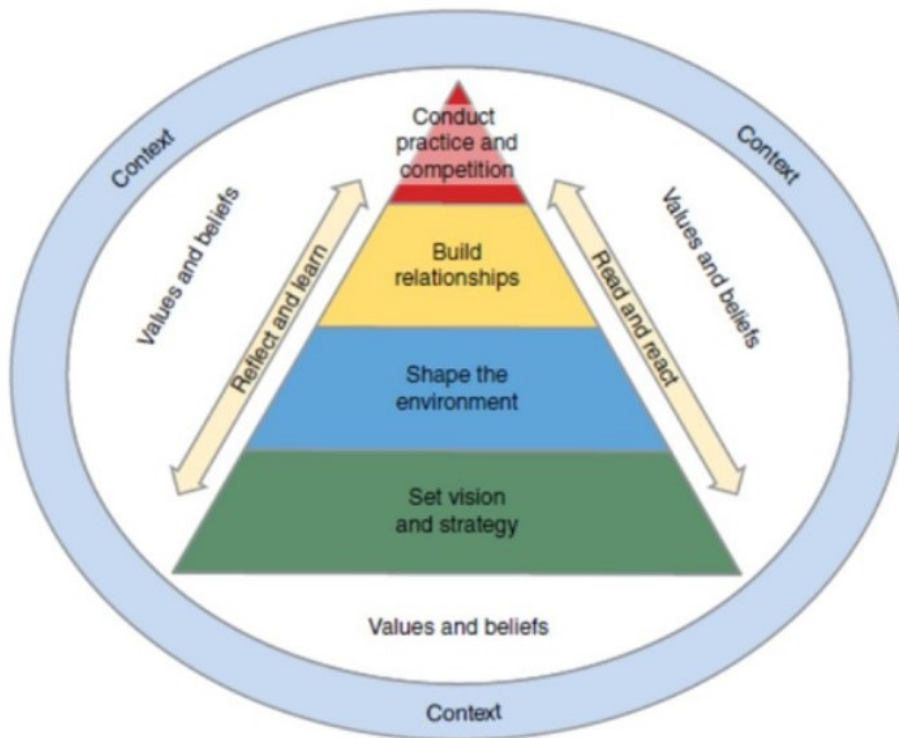 Context
Context
Values and beliefs
Values and beliefs
Reflect and learn
Read and react
Conduct
practice and
competition
Build
relationships
Shape the
environment
Set vision
and strategy
Values and beliefs
Context